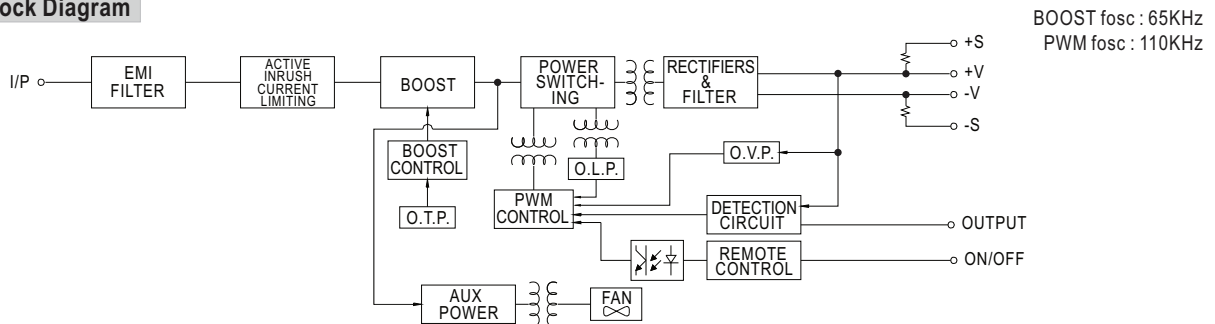 ock Diagram
BOOST fosc : 65KHz
PWM fosc : 110KHz
I/P
EMI
FILTER
ACTIVE
INRUSH
CURRENT
LIMITING
BOOST
POWER
SWITCH-
ING
RECTIFIERS
&
FILTER
+S
+V
-V
-S
BOOST
CONTROL
O.T.P.
O.L.P.
PWM
CONTROL
O.V.P.
DETECTION
CIRCUIT
OUTPUT
REMOTE
CONTROL
ON/OFF
AUX
POWER
FAN